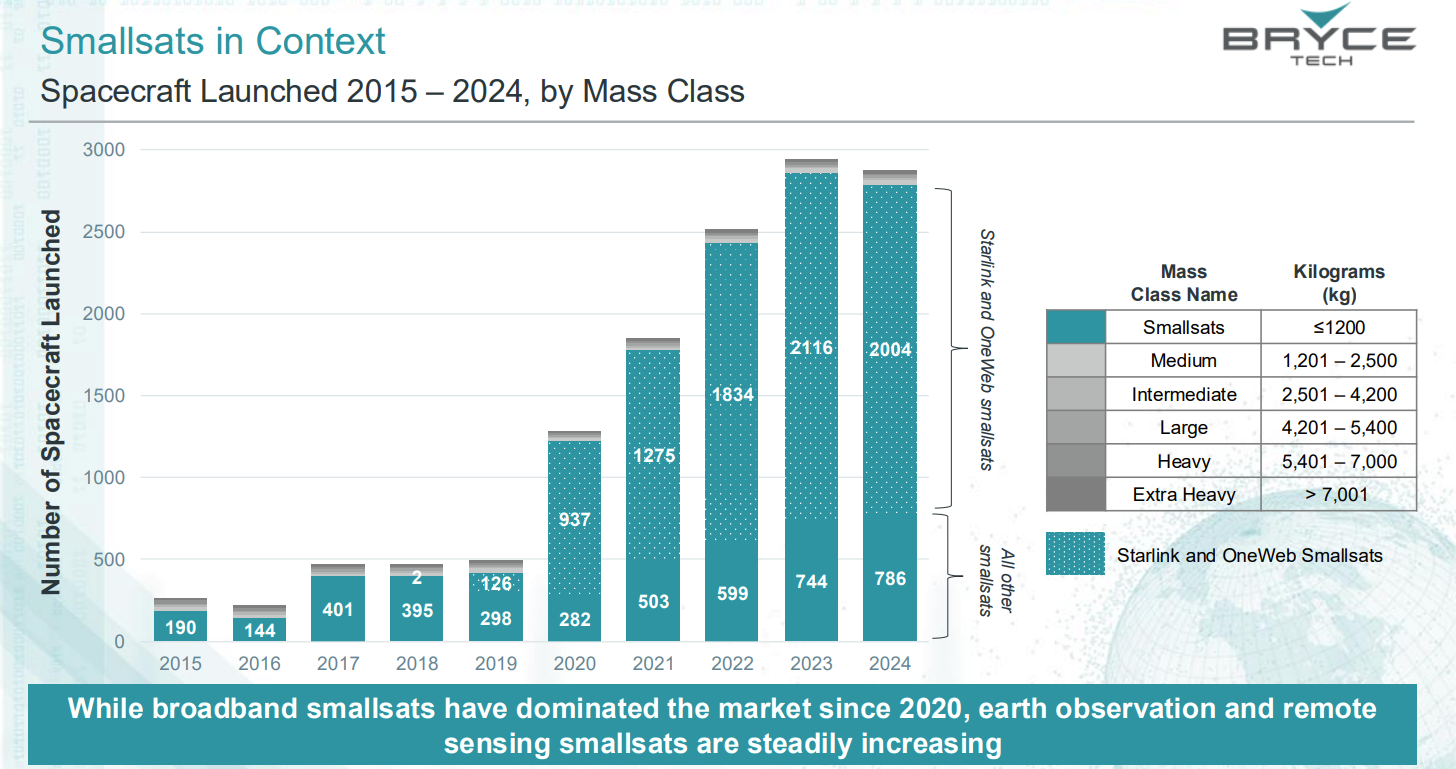 Smallsats in Context
BRYCE
TECH
Spacecraft Launched 2015 – 2024, by Mass Class
Number of Spacecraft Launched
3000
2500
2000
1500
1000
500
0
190
144
401
2
395
126
298
937
282
1275
503
1834
599
2116
744
2004
786
2015 2016 2017 2018 2019 2020 2021 2022 2023 2024
Starlink and OneWeb smallsats
All other
smallsats
Mass
Class Name
Kilograms
(kg)
Smallsats ≤1200
Medium 1,201 – 2,500
Intermediate 2,501 – 4,200
Large 4,201 – 5,400
Heavy 5,401 – 7,000
Extra Heavy > 7,001
Starlink and OneWeb Smallsats
While broadband smallsats have dominated the market since 2020, earth observation and remote
sensing smallsats are steadily increasing